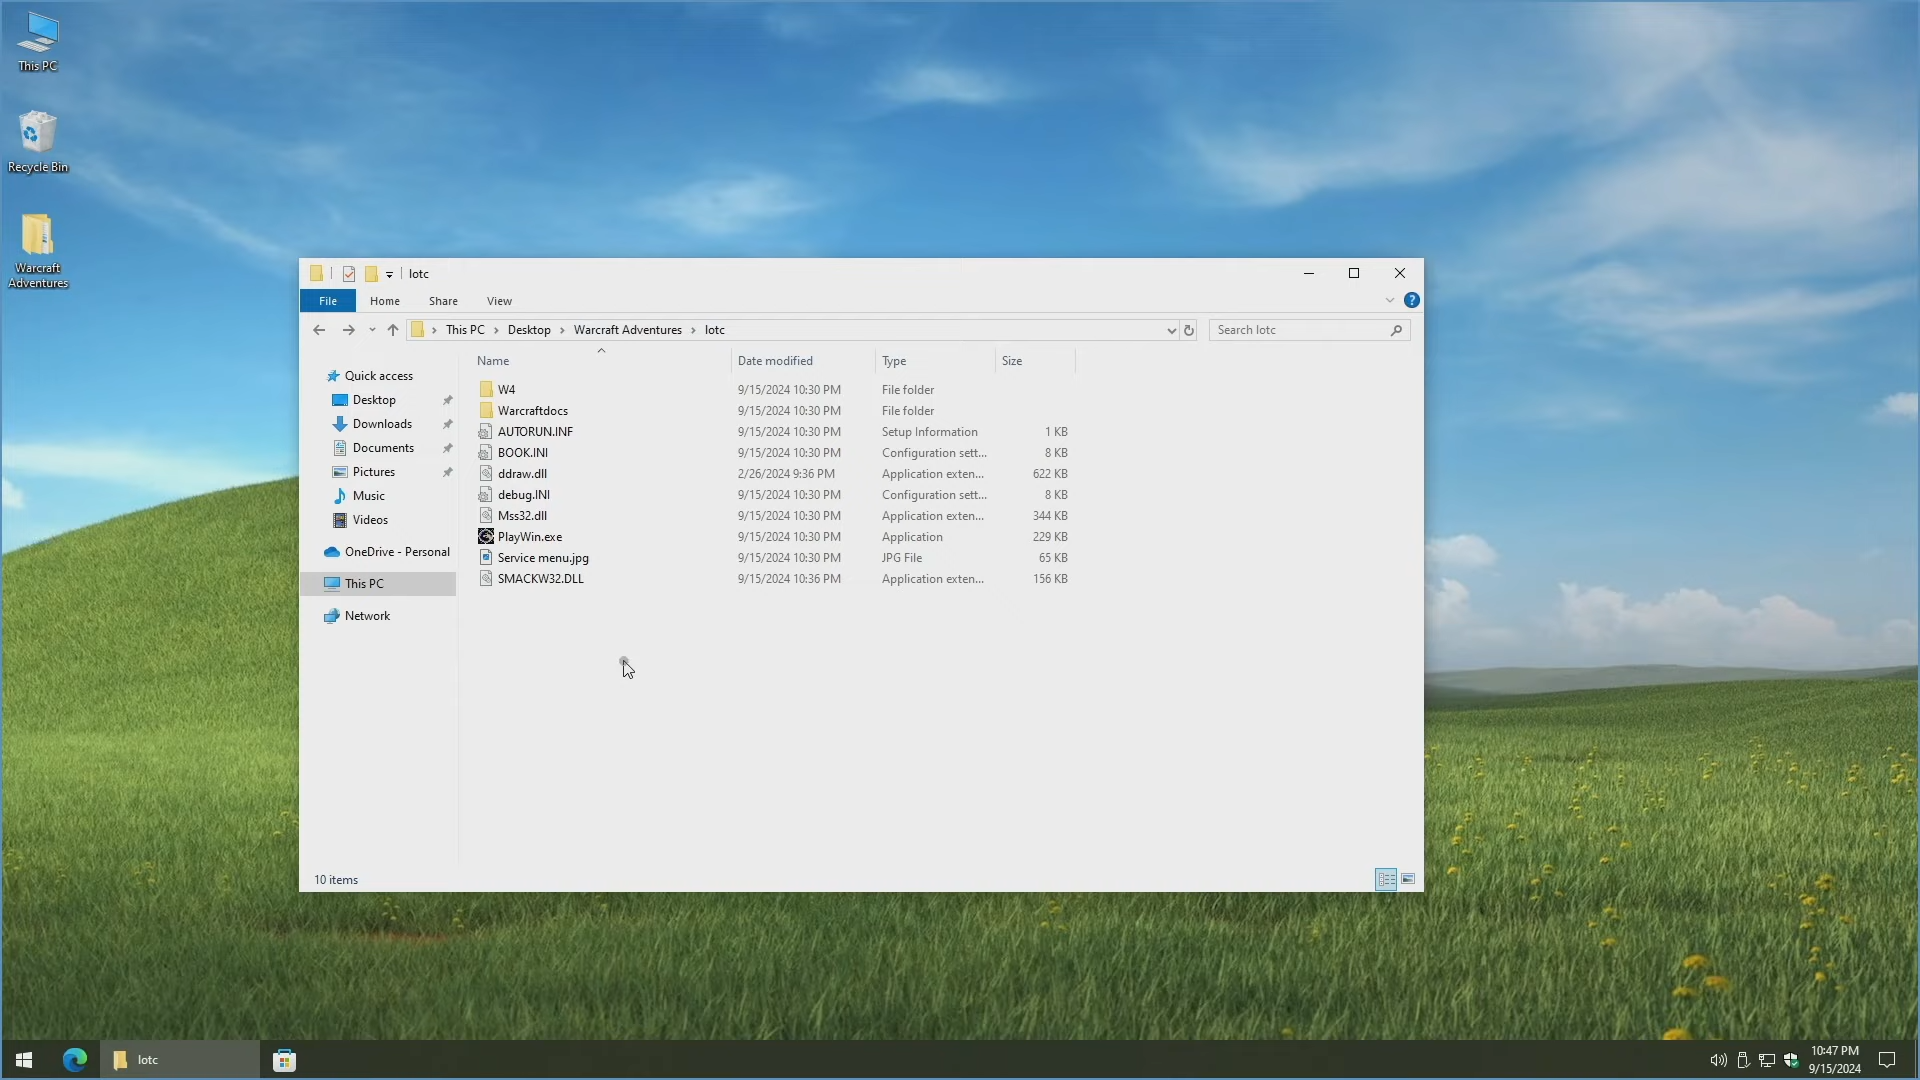 This PC
Recycle Bin
Warcraft
Adventures
lotc
File Home Share View
This PC Desktop Warcraft Adventures lotc
Search lotc
Name Date modified Type Size
Quick access
Desktop
Downloads
Documents
Pictures
Music
Videos
OneDrive - Personal
This PC
Network
W4 9/15/2024 10:30 PM File folder
Warcraftdocs 9/15/2024 10:30 PM File folder
AUTORUN.INF 9/15/2024 10:30 PM Setup Information 1 KB
BOOK.INI 9/15/2024 10:30 PM Configuration sett... 8 KB
ddraw.dll 2/26/2024 9:36 PM Application exten... 622 KB
debug.INI 9/15/2024 10:30 PM Configuration sett... 8 KB
Mss32.dll 9/15/2024 10:30 PM Application exten... 344 KB
PlayWin.exe 9/15/2024 10:30 PM Application 229 KB
Service menu.jpg 9/15/2024 10:30 PM JPG File 65 KB
SMACKW32.DLL 9/15/2024 10:36 PM Application exten... 156 KB
10 items
lotc
10:47 PM
9/15/2024